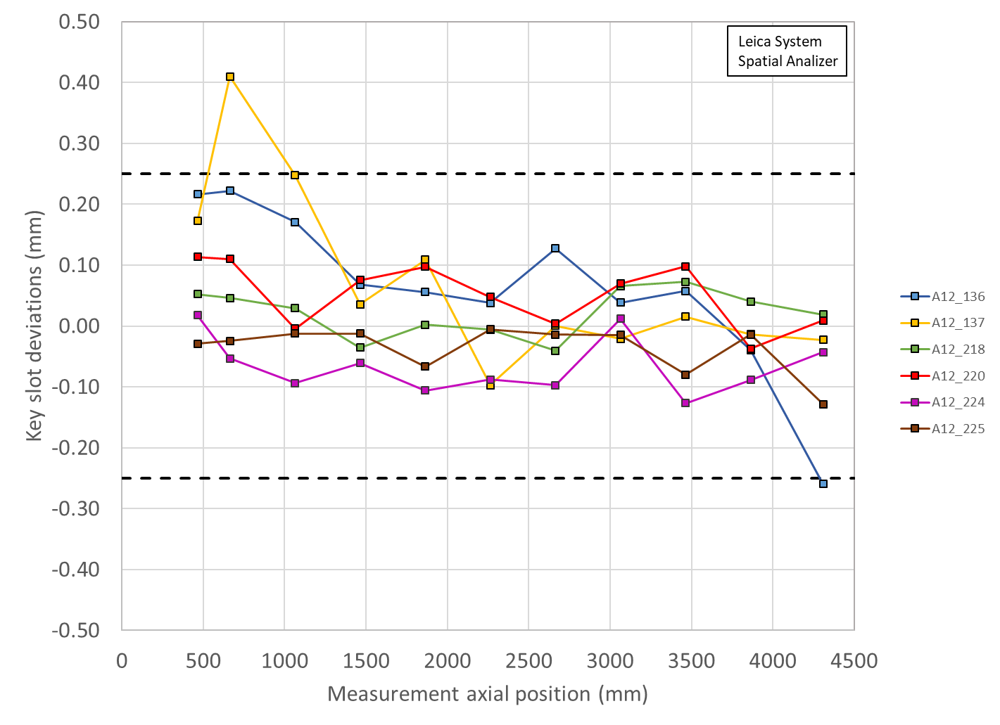 0.50
0.40
0.30
0.20
0.10
0.00
-0.10
-0.20
-0.30
-0.40
-0.50
Key slot deviations (mm)
Leica System
Spatial Analizer
A12_136
A12_137
A12_218
A12_220
A12_224
A12_225
0 500 1000 1500 2000 2500 3000 3500 4000 4500
Measurement axial position (mm)